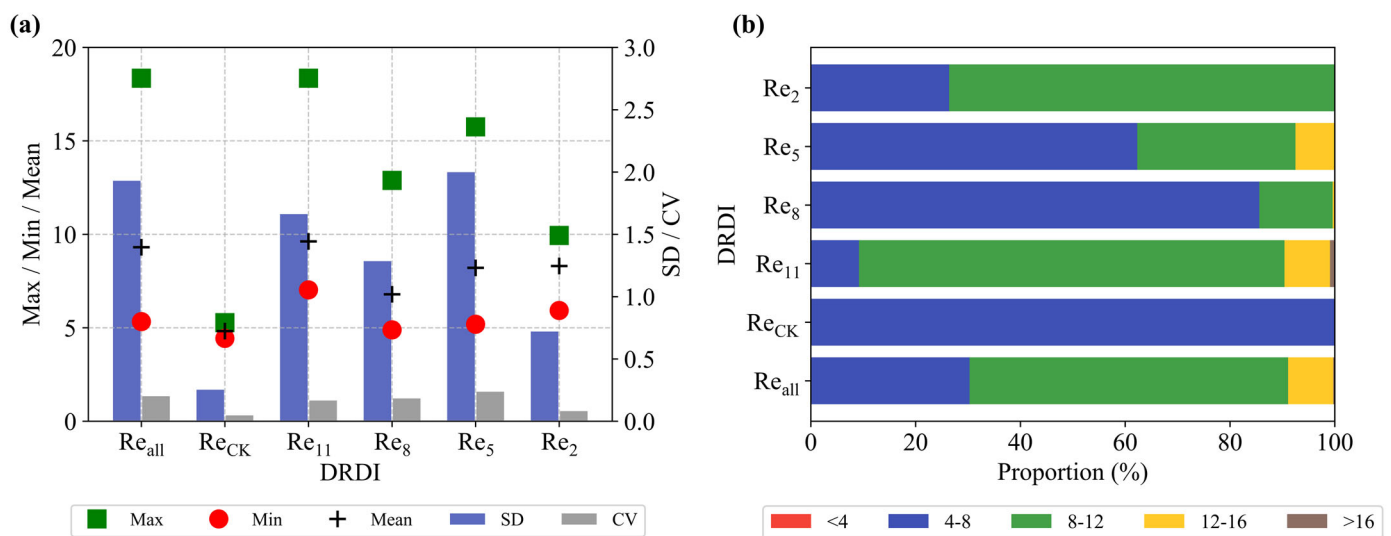 (a)
20
15
10
5
0
Max / Min / Mean
3.0
2.5
2.0
1.5
1.0
0.5
0.0
SD / CV
Re_all Re_CK Re_11 Re_8 Re_5 Re_2
DRDI
Max Min Mean SD CV
(b)
DRDI
Re_2
Re_5
Re_8
Re_11
Re_CK
Re_all
0 20 40 60 80 100
Proportion (%)
<4 4-8 8-12 12-16 >16